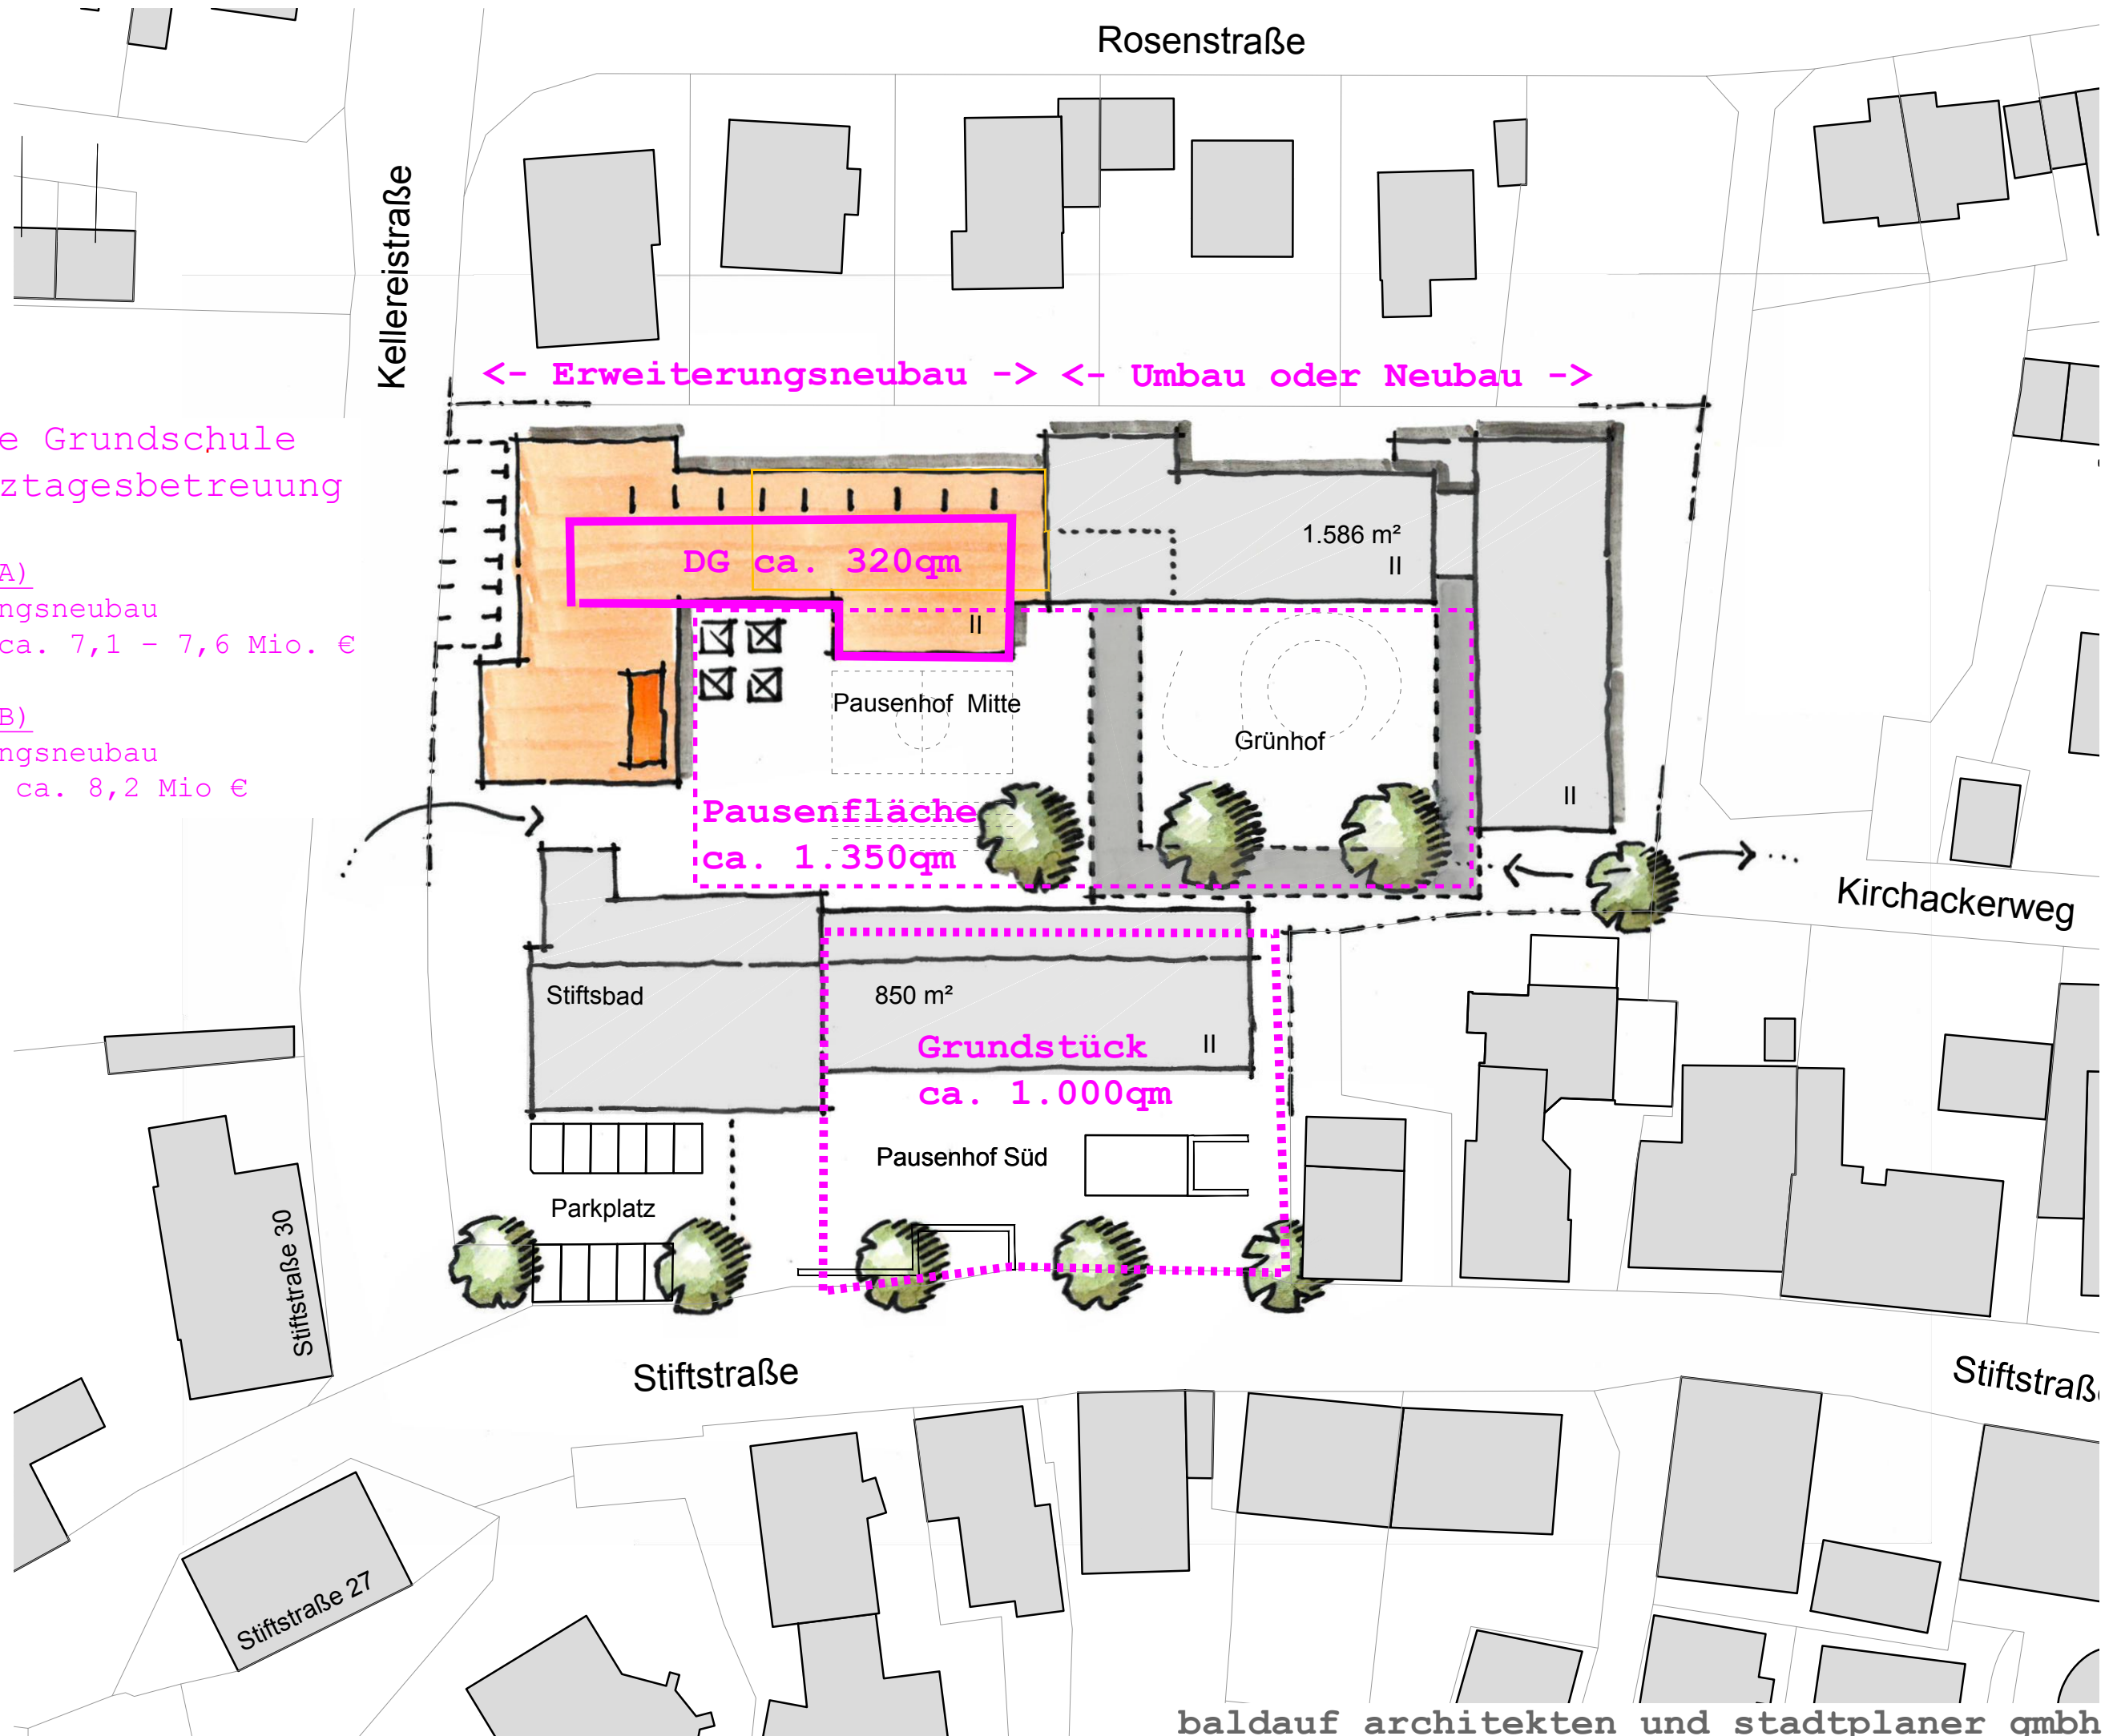 Rosenstraße
Kellereistraße
<- Erweiterungsneubau -> <- Umbau oder Neubau ->
e Grundschule
ztagesbetreuung
A)
ngsneubau
ca. 7,1 – 7,6 Mio. €
B)
ngsneubau
ca. 8,2 Mio €
1.586 m²
II
DG ca. 320qm
II
Pausenhof Mitte
Grünhof
II
Pausenfläche
ca. 1.350qm
Kirchackerweg
Stiftsbad
850 m²
Grundstück
II
ca. 1.000qm
Pausenhof Süd
Parkplatz
Stiftstraße 30
Stiftstraße
Stiftstraß
Stiftstraße 27
baldauf architekten und stadtplaner gmbh